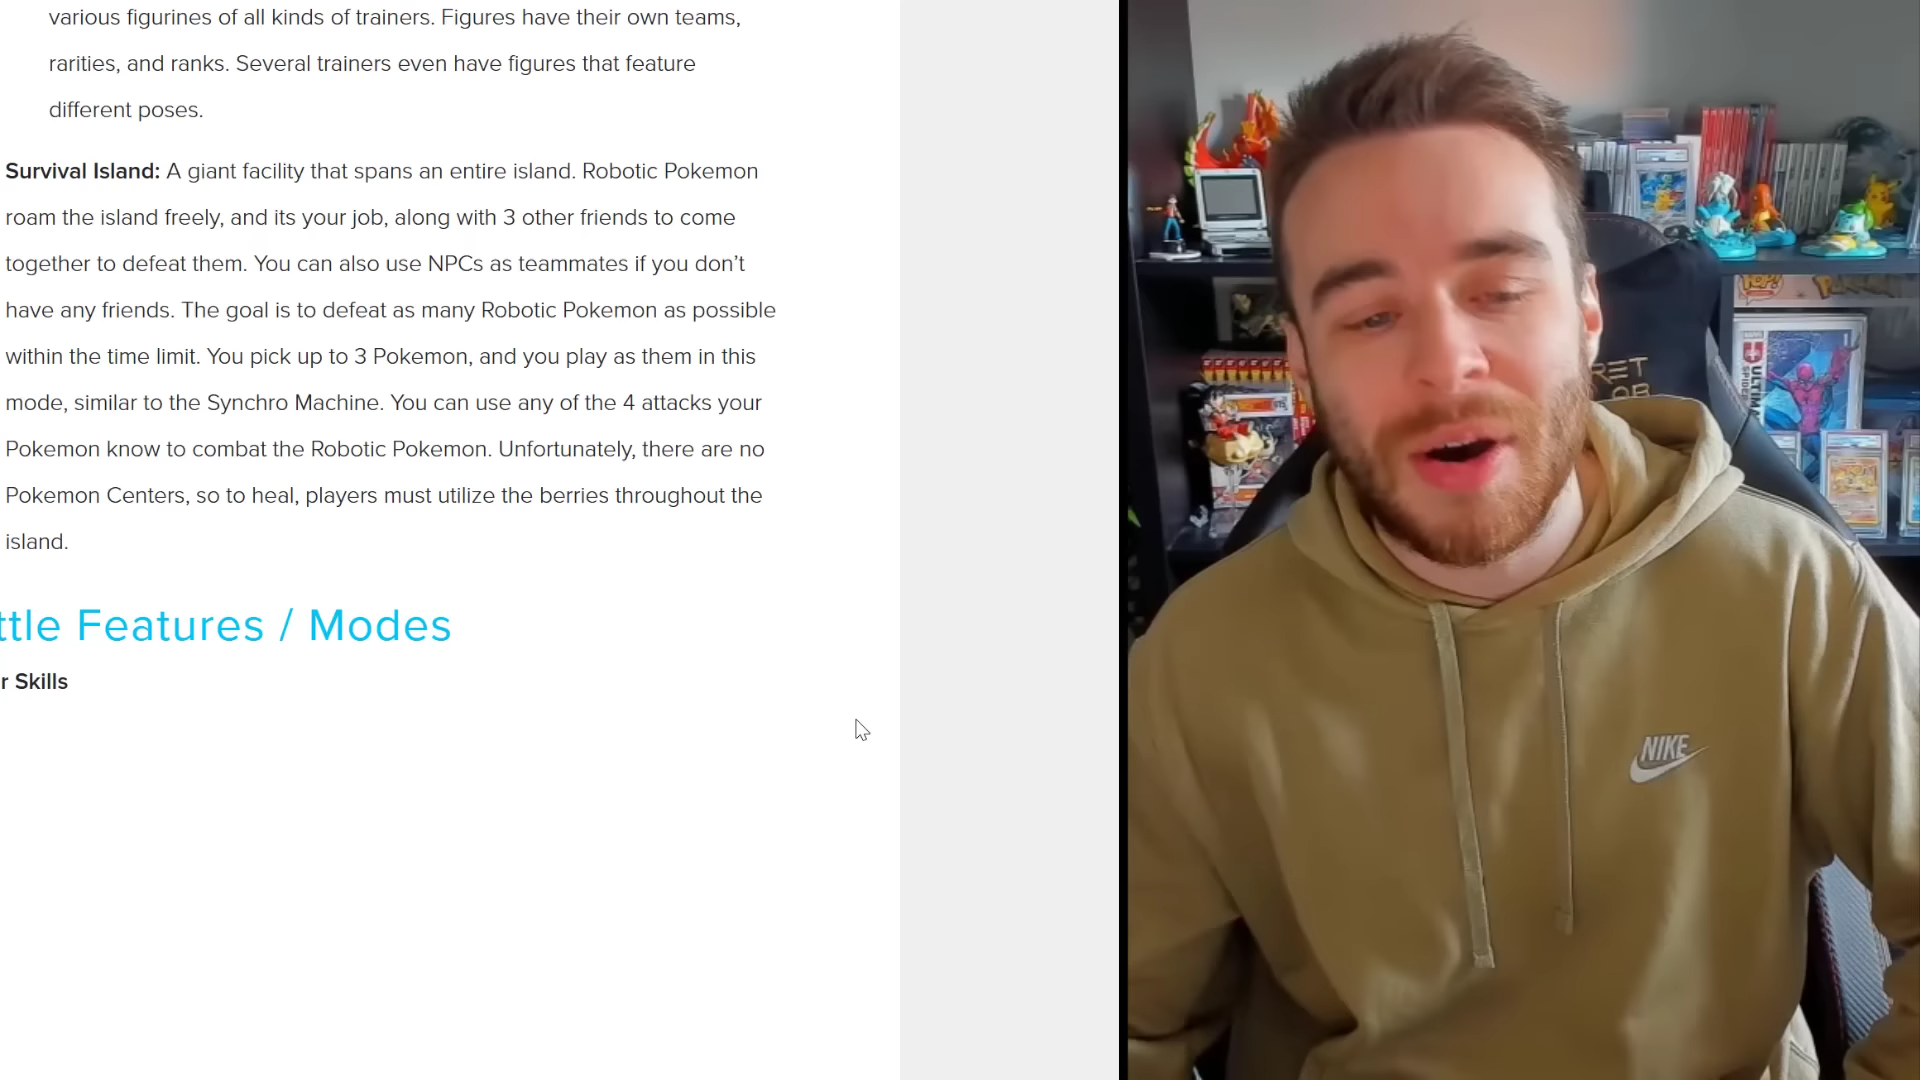 various figurines of all kinds of trainers. Figures have their own teams,
rarities, and ranks. Several trainers even have figures that feature
different poses.
Survival Island: A giant facility that spans an entire island. Robotic Pokemon
roam the island freely, and its your job, along with 3 other friends to come
together to defeat them. You can also use NPCs as teammates if you don’t
have any friends. The goal is to defeat as many Robotic Pokemon as possible
within the time limit. You pick up to 3 Pokemon, and you play as them in this
mode, similar to the Synchro Machine. You can use any of the 4 attacks your
Pokemon know to combat the Robotic Pokemon. Unfortunately, there are no
Pokemon Centers, so to heal, players must utilize the berries throughout the
island.
ttle Features / Modes
r Skills
NIKE
POP!
ULTIM
RET